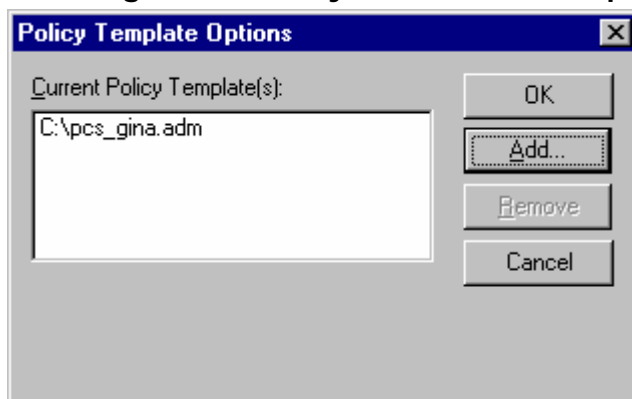 Policy Template Options
Current Policy Template(s):
C:\pcs_gina.adm
OK
Add...
Remove
Cancel